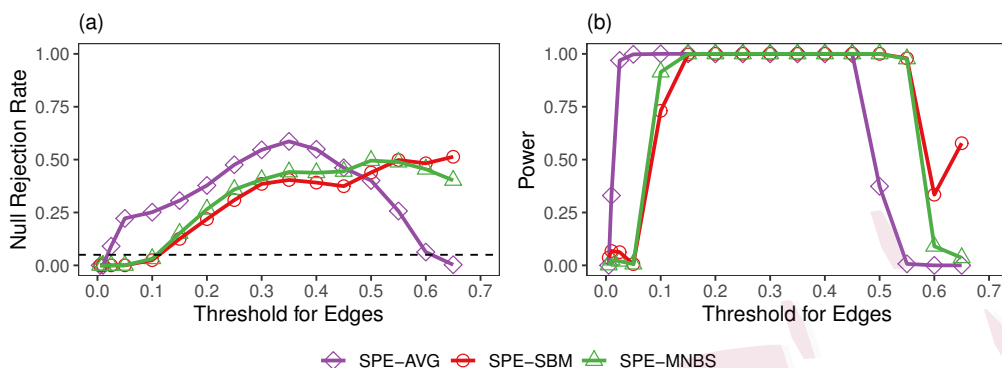 (a)
(b)
Null Rejection Rate
1.00
0.75
0.50
0.25
0.00
0.0 0.1 0.2 0.3 0.4 0.5 0.6 0.7
Threshold for Edges
Power
1.00
0.75
0.50
0.25
0.00
0.0 0.1 0.2 0.3 0.4 0.5 0.6 0.7
Threshold for Edges
SPE−AVG SPE−SBM SPE−MNBS